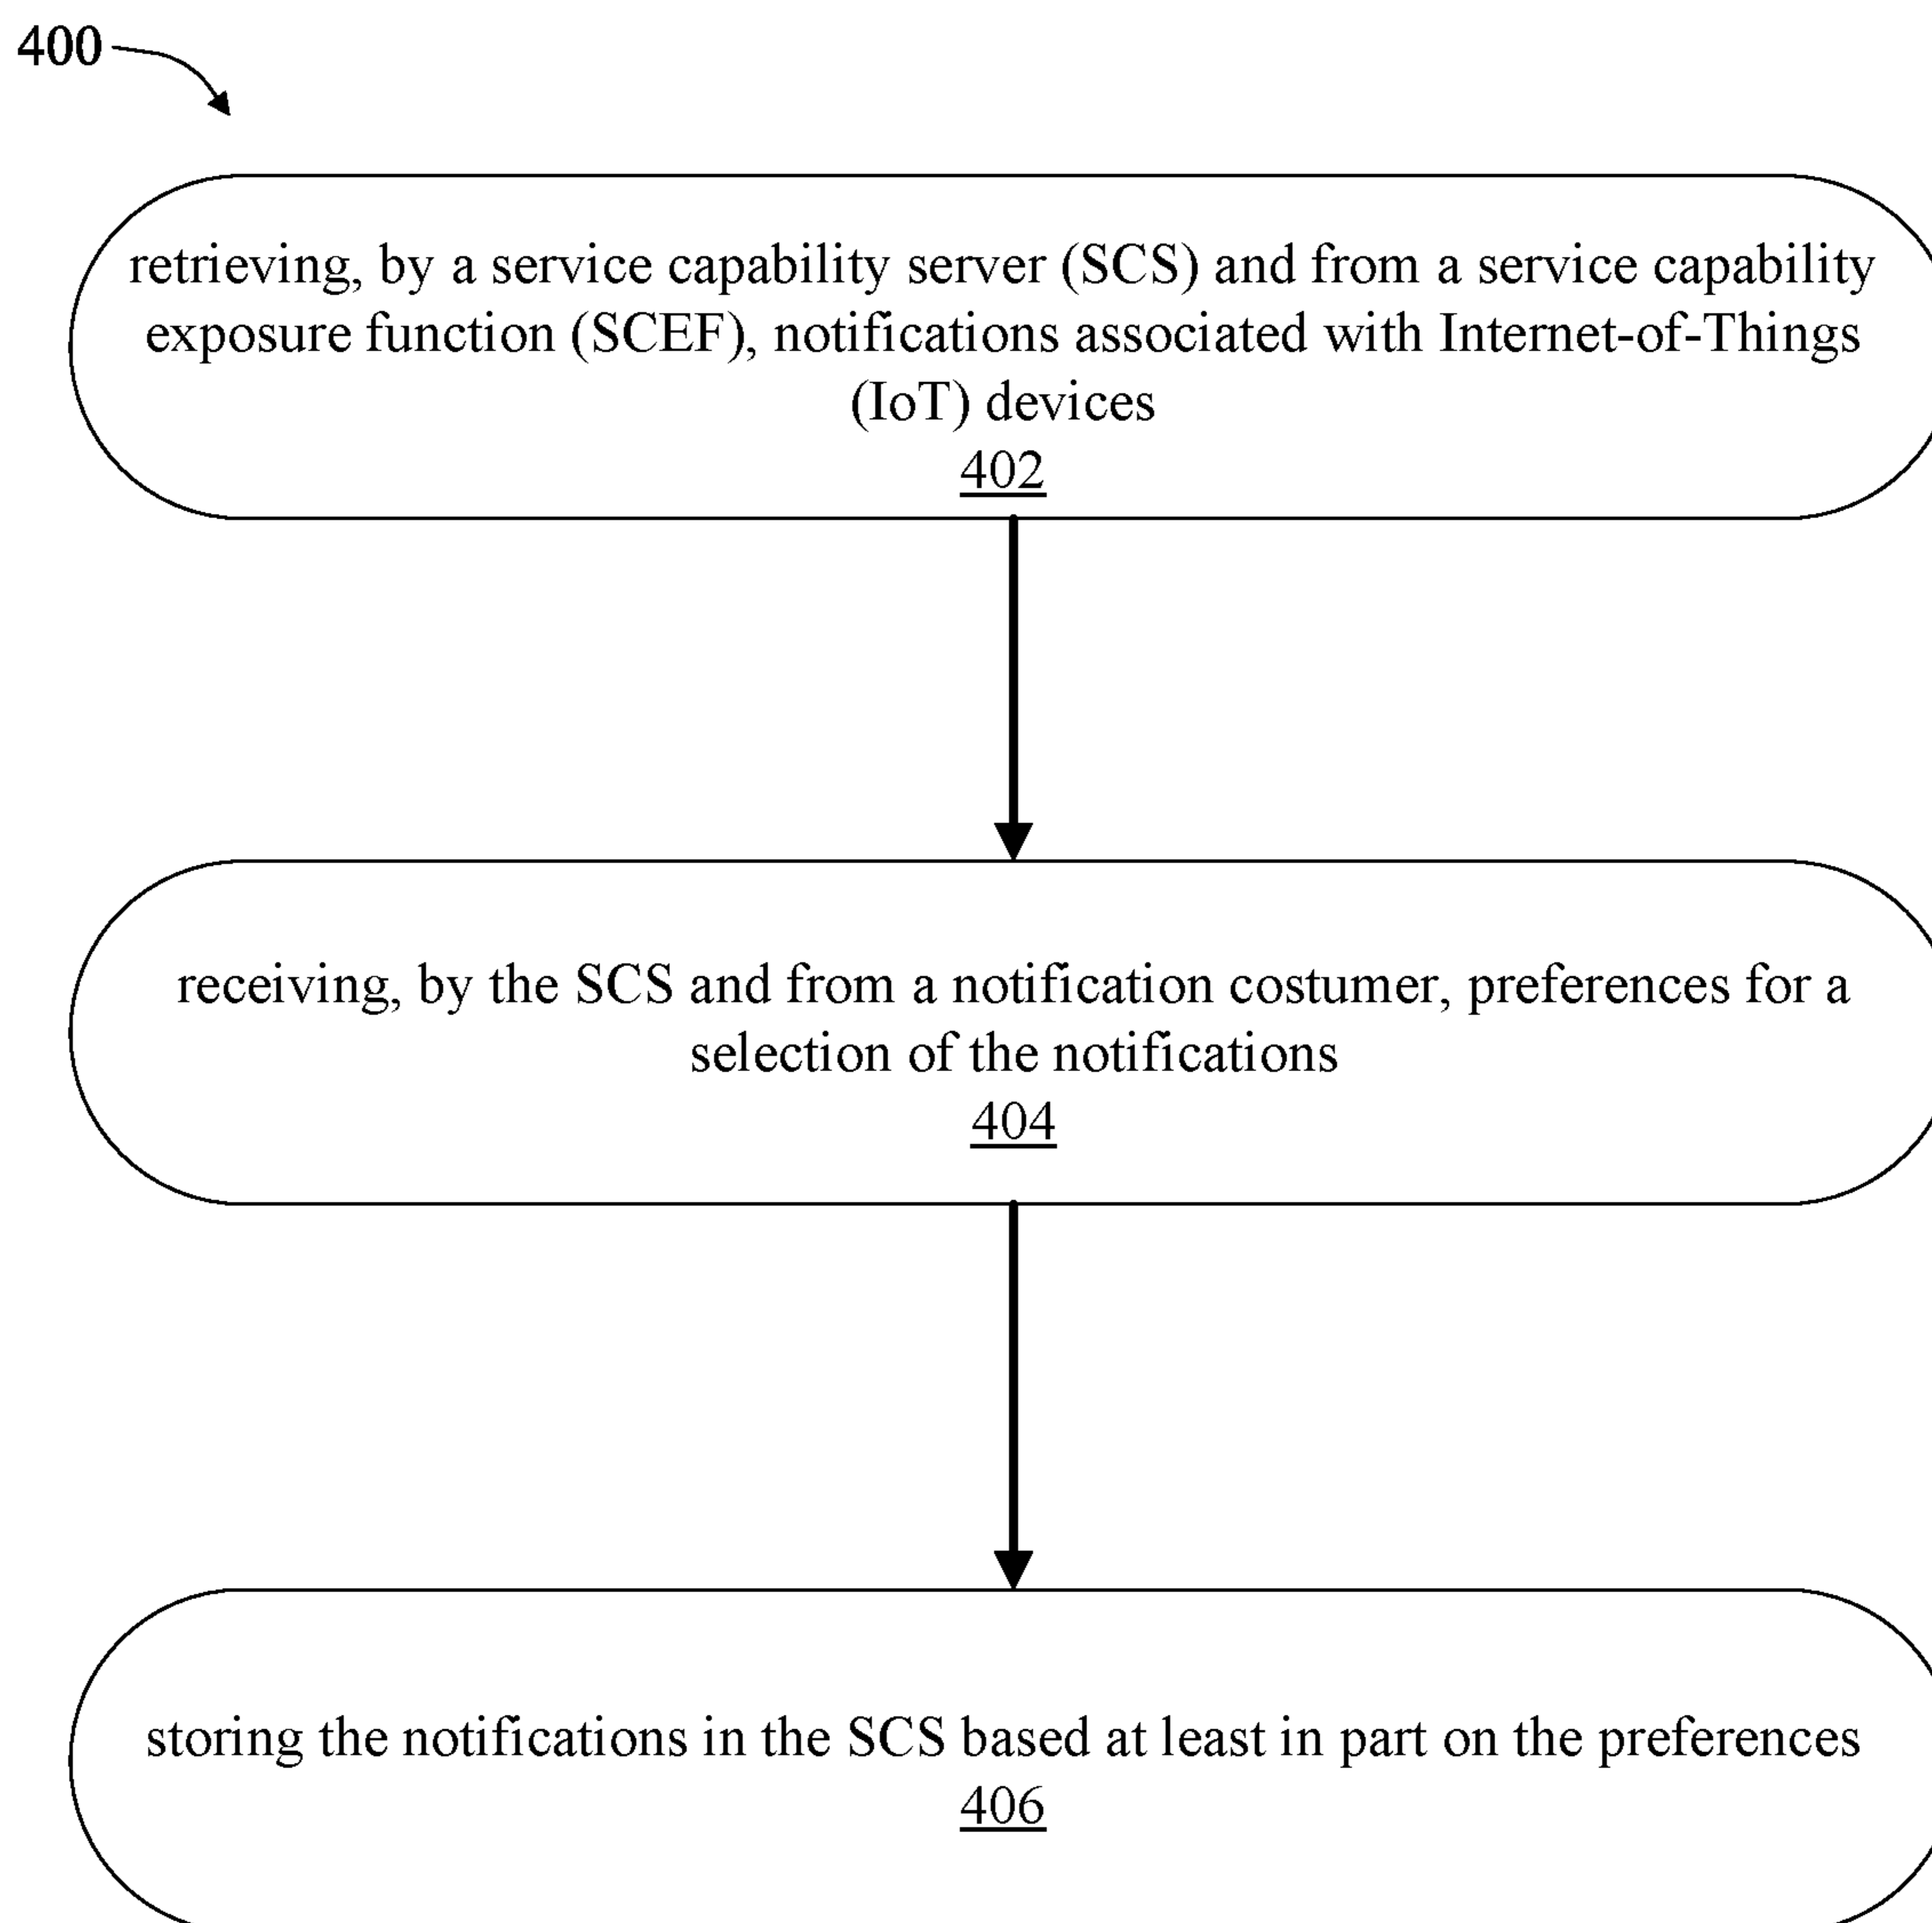 400
retrieving, by a service capability server (SCS) and from a service capability
exposure function (SCEF), notifications associated with Internet-of-Things
(IoT) devices
402
receiving, by the SCS and from a notification costumer, preferences for a
selection of the notifications
404
storing the notifications in the SCS based at least in part on the preferences
406